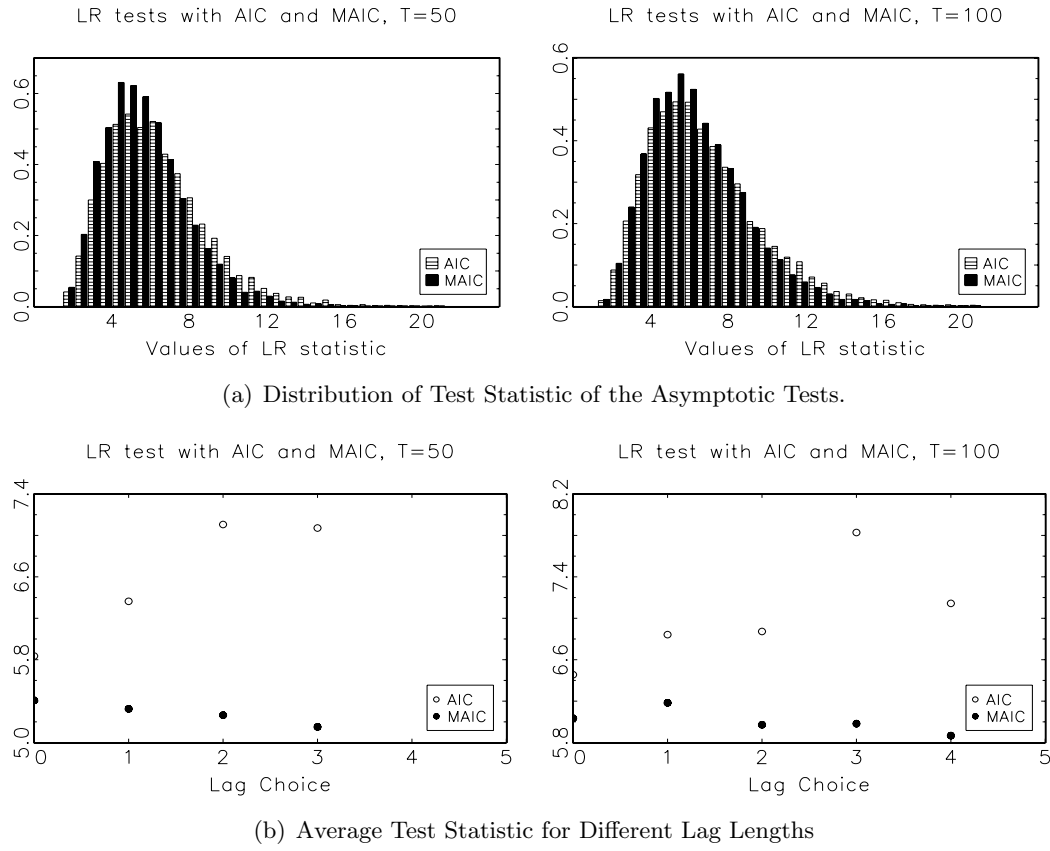 LR tests with AIC and MAIC, T=50
0.0 0.2 0.4 0.6
AIC
MAIC
4 8 12 16 20
Values of LR statistic
LR tests with AIC and MAIC, T=100
0.0 0.2 0.4 0.6
AIC
MAIC
4 8 12 16 20
Values of LR statistic
(a) Distribution of Test Statistic of the Asymptotic Tests.
LR test with AIC and MAIC, T=50
5.0 5.8 6.6 7.4
AIC
MAIC
0 1 2 3 4 5
Lag Choice
LR test with AIC and MAIC, T=100
5.8 6.6 7.4 8.2
AIC
MAIC
0 1 2 3 4 5
Lag Choice
(b) Average Test Statistic for Different Lag Lengths